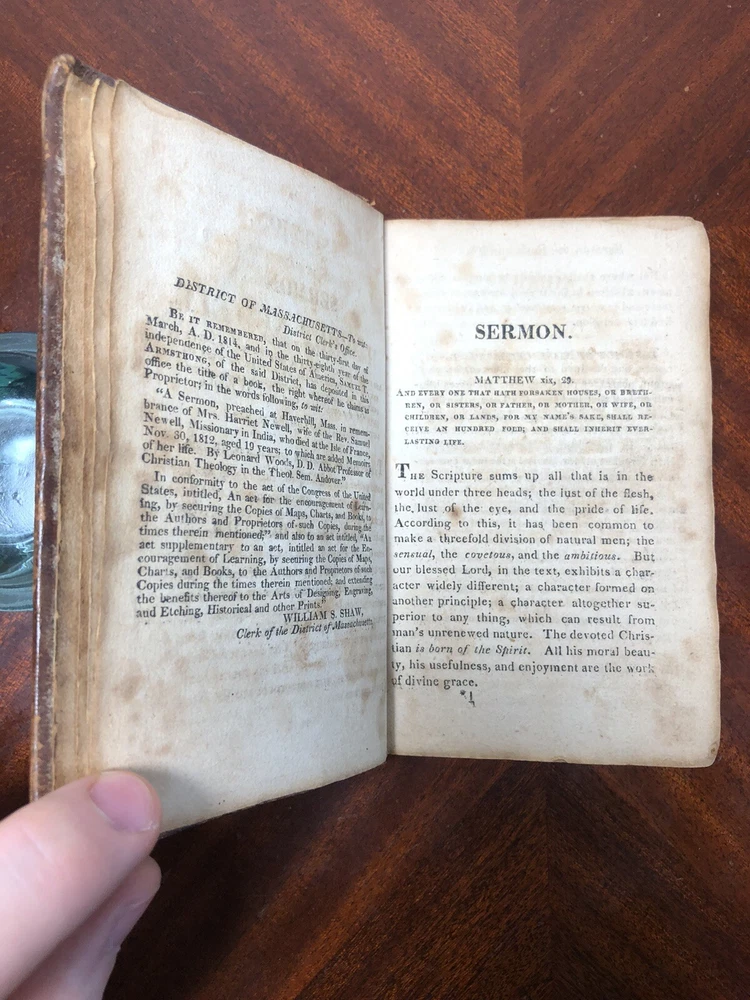 DISTRICT OF MASSACHUSETTS—To wit:
District Clerk's Office.
BE IT REMEMBERED, that on the thirty-first day of
March, A. D. 1814, and in the thirty-eighth year of the
independence of the United States of America, SAMUEL T.
ARMSTRONG, of the said District, has deposited in this
office the title of a book, the right whereof he claims as
Proprietor, in the words following, to wit:
"A Sermon, preached at Haverhill, Mass. in remem-
brance of Mrs. Harriet Newell, wife of the Rev. Samuel
Newell, Missionary in India, who died at the Isle of France,
Nov. 30, 1812, aged 19 years; to which are added Memoirs
of her life. By Leonard Woods, D. D. Abbot Professor of
Christian Theology in the Theol. Sem. Andover."
In conformity to the act of the Congress of the United
States, intitled, An act for the encouragement of Learn-
ing, by securing the Copies of Maps, Charts, and Books, to
the Authors and Proprietors of such Copies, during the
times therein mentioned;" and also to an act intitled, "An
act supplementary to an act, intitled an act for the En-
couragement of Learning, by securing the Copies of Maps,
Charts, and Books, to the Authors and Proprietors of such
Copies during the times therein mentioned; and extending
the benefits thereof to the Arts of Designing, Engraving,
and Etching, Historical and other Prints."
WILLIAM S. SHAW,
Clerk of the District of Massachusetts.
SERMON.
MATTHEW xix, 29.
AND EVERY ONE THAT HATH FORSAKEN HOUSES, OR BRETH-
REN, OR SISTERS, OR FATHER, OR MOTHER, OR WIFE, OR
CHILDREN, OR LANDS, FOR MY NAME'S SAKE, SHALL RE-
CEIVE AN HUNDRED FOLD; AND SHALL INHERIT EVER-
LASTING LIFE.
THE Scripture sums up all that is in the
world under three heads; the lust of the flesh,
the lust of the eye, and the pride of life.
According to this, it has been common to
make a threefold division of natural men; the
sensual, the covetous, and the ambitious. But
our blessed Lord, in the text, exhibits a char-
acter widely different; a character formed on
another principle; a character altogether su-
perior to any thing, which can result from
man's unrenewed nature. The devoted Chris-
tian is born of the Spirit. All his moral beau-
ty, his usefulness, and enjoyment are the work
of divine grace.
*1